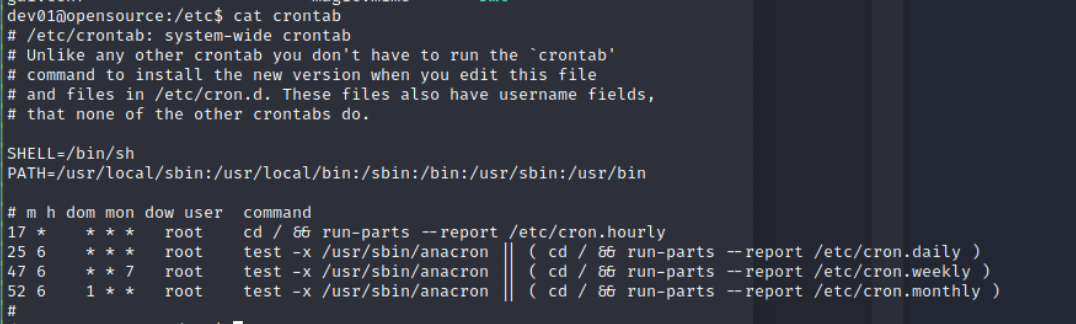 dev01@opensource:/etc$ cat crontab
# /etc/crontab: system-wide crontab
# Unlike any other crontab you don't have to run the `crontab'
# command to install the new version when you edit this file
# and files in /etc/cron.d. These files also have username fields,
# that none of the other crontabs do.

SHELL=/bin/sh
PATH=/usr/local/sbin:/usr/local/bin:/sbin:/bin:/usr/sbin:/usr/bin

# m h dom mon dow user  command
17 *    * * *   root    cd / && run-parts --report /etc/cron.hourly
25 6    * * *   root    test -x /usr/sbin/anacron || ( cd / && run-parts --report /etc/cron.daily )
47 6    * * 7   root    test -x /usr/sbin/anacron || ( cd / && run-parts --report /etc/cron.weekly )
52 6    1 * *   root    test -x /usr/sbin/anacron || ( cd / && run-parts --report /etc/cron.monthly )
#